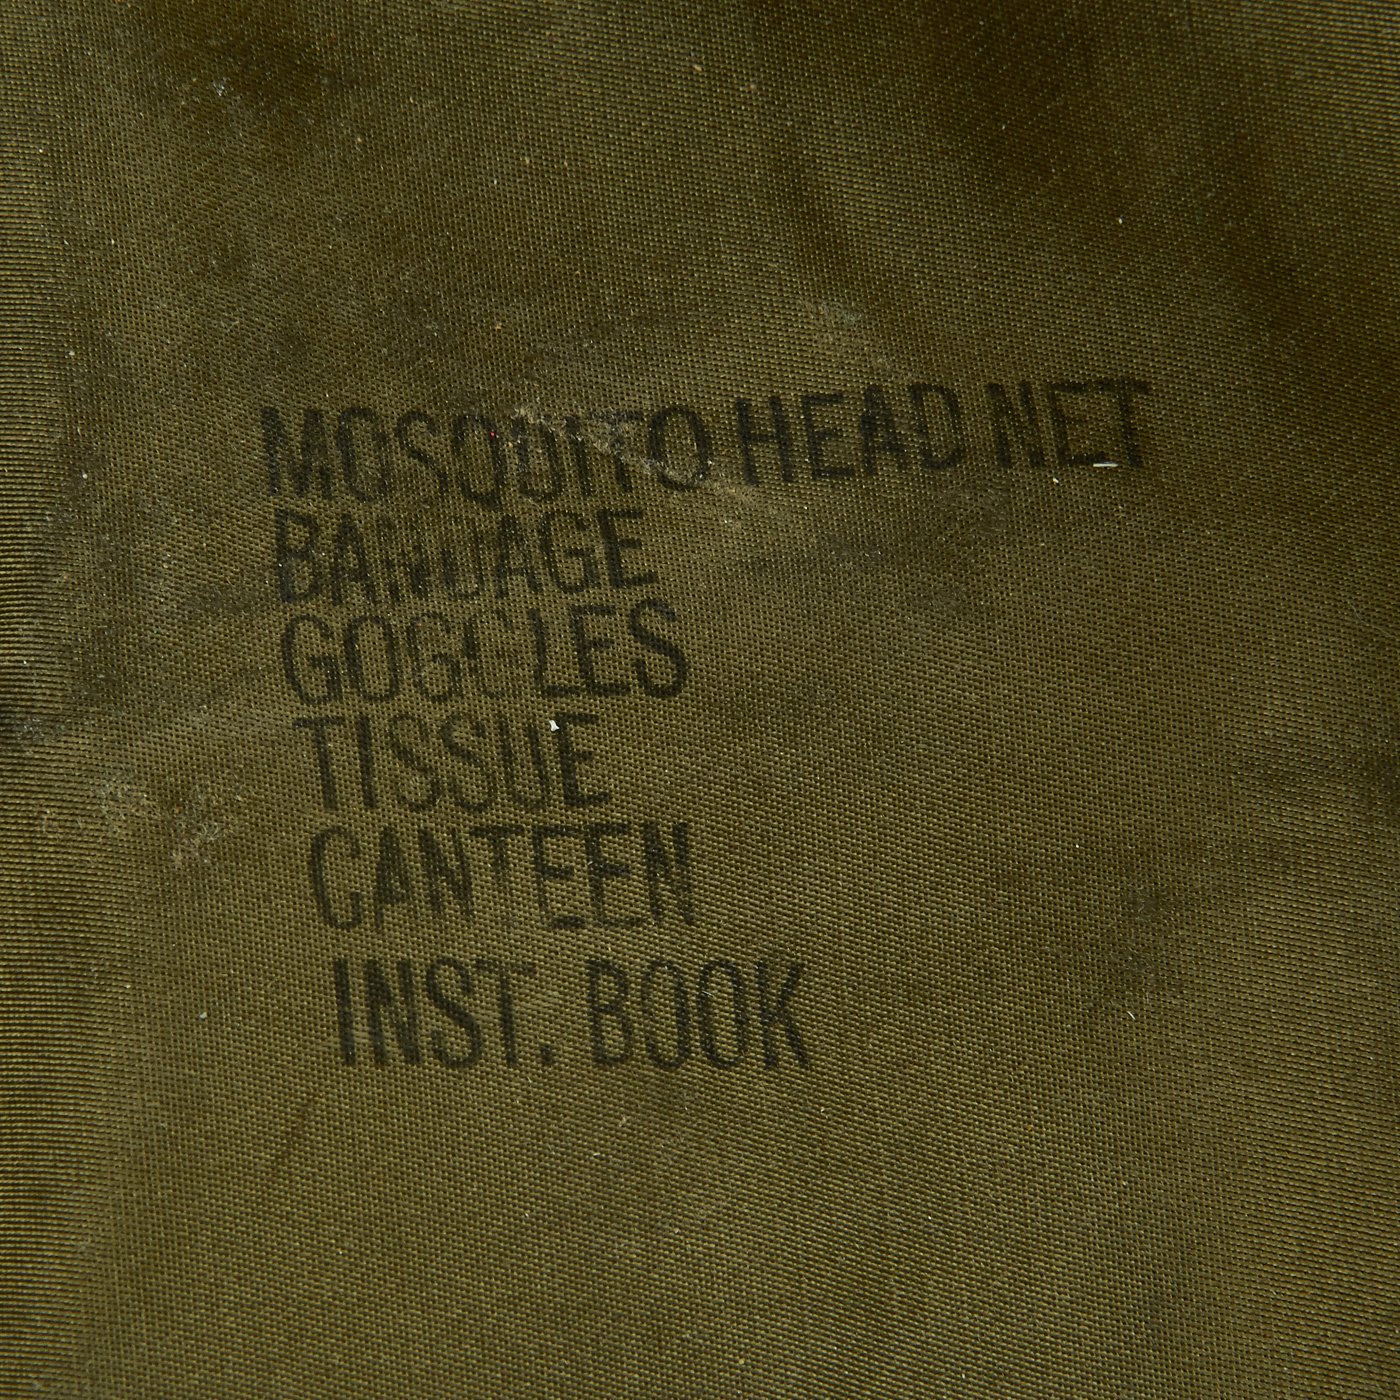 MOSQUITO HEAD NET
BANDAGE
GOGGLES
TISSUE
CANTEEN
INST. BOOK